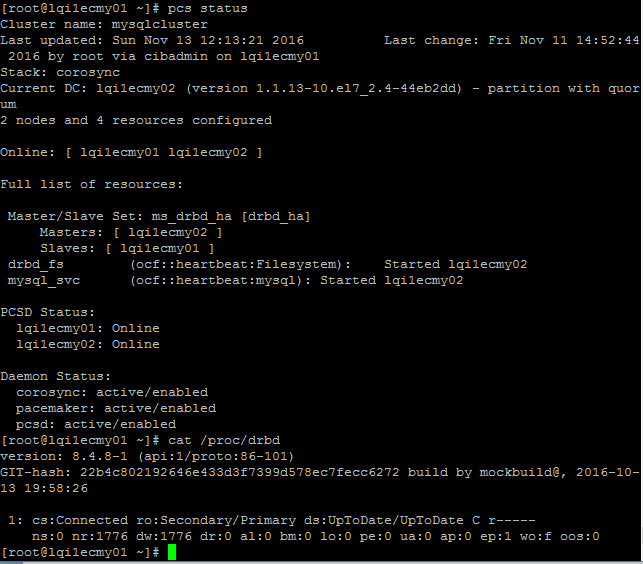 [root@lqi1ecmy01 ~]# pcs status
Cluster name: mysqlcluster
Last updated: Sun Nov 13 12:13:21 2016          Last change: Fri Nov 11 14:52:44
 2016 by root via cibadmin on lqi1ecmy01
Stack: corosync
Current DC: lqi1ecmy02 (version 1.1.13-10.el7_2.4-44eb2dd) - partition with quor
um
2 nodes and 4 resources configured

Online: [ lqi1ecmy01 lqi1ecmy02 ]

Full list of resources:

 Master/Slave Set: ms_drbd_ha [drbd_ha]
     Masters: [ lqi1ecmy02 ]
     Slaves: [ lqi1ecmy01 ]
 drbd_fs        (ocf::heartbeat:Filesystem):    Started lqi1ecmy02
 mysql_svc      (ocf::heartbeat:mysql): Started lqi1ecmy02

PCSD Status:
  lqi1ecmy01: Online
  lqi1ecmy02: Online

Daemon Status:
  corosync: active/enabled
  pacemaker: active/enabled
  pcsd: active/enabled
[root@lqi1ecmy01 ~]# cat /proc/drbd
version: 8.4.8-1 (api:1/proto:86-101)
GIT-hash: 22b4c802192646e433d3f7399d578ec7fecc6272 build by mockbuild@, 2016-10-
13 19:58:26

 1: cs:Connected ro:Secondary/Primary ds:UpToDate/UpToDate C r-----
    ns:0 nr:1776 dw:1776 dr:0 al:0 bm:0 lo:0 pe:0 ua:0 ap:0 ep:1 wo:f oos:0
[root@lqi1ecmy01 ~]#